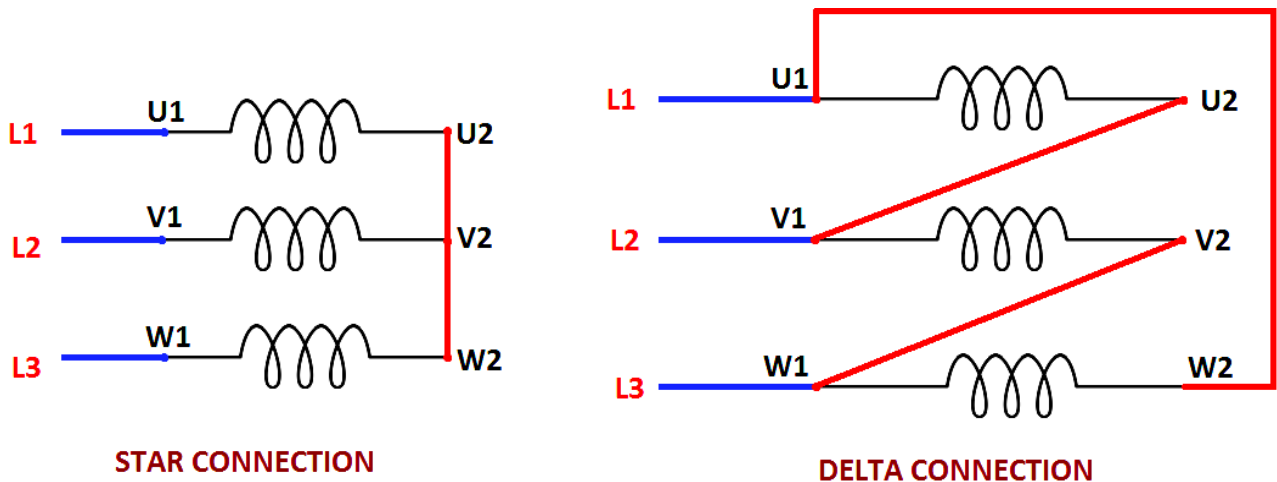 L1 U1 U2
L2 V1 V2
L3 W1 W2
STAR CONNECTION
L1 U1 U2
L2 V1 V2
L3 W1 W2
DELTA CONNECTION